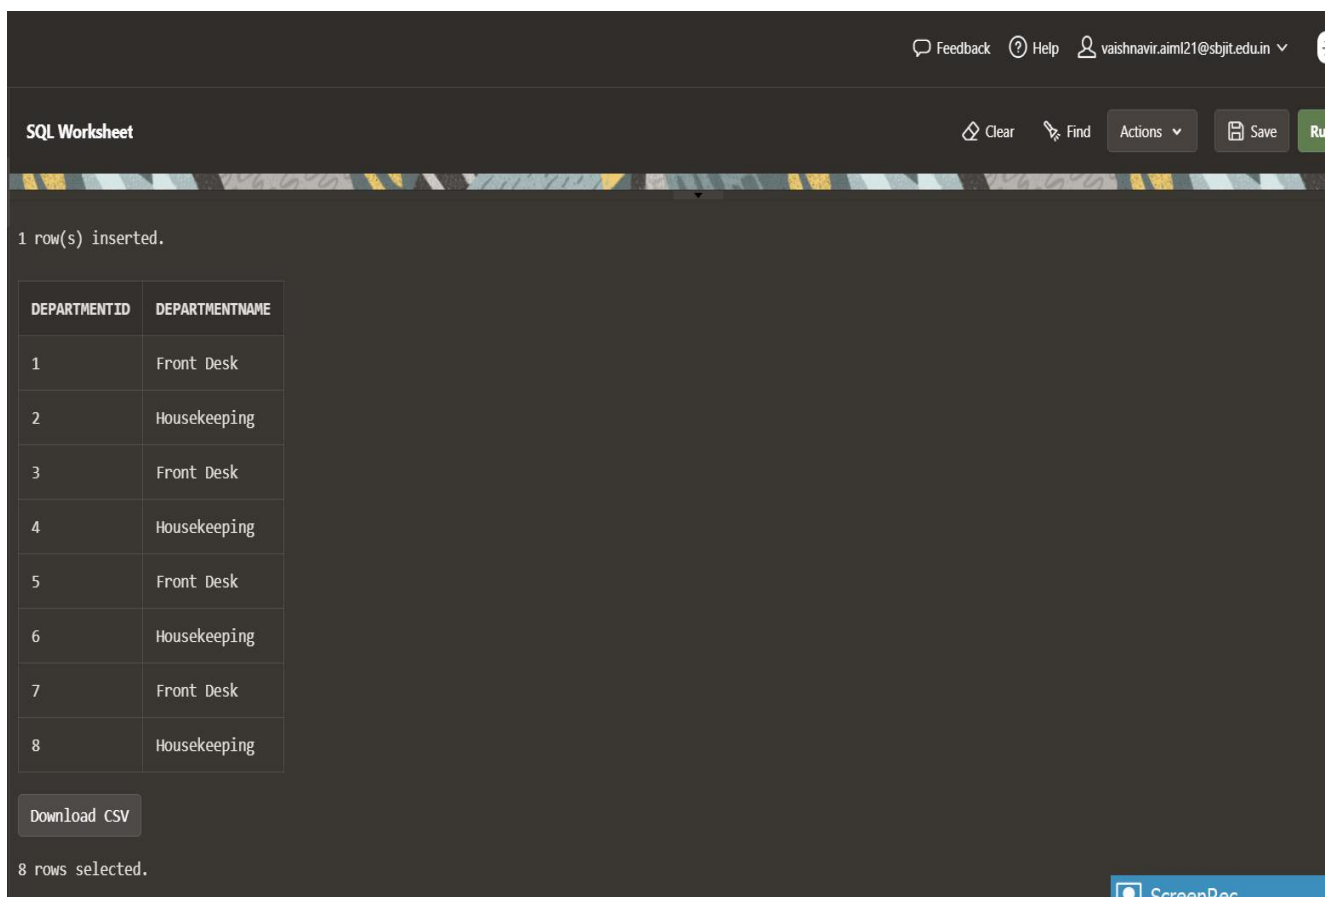 Feedback Help vaishnavir.aiml21@sbjit.edu.in
SQL Worksheet Clear Find Actions Save Ru
1 row(s) inserted.
DEPARTMENTID DEPARTMENTNAME
1 Front Desk
2 Housekeeping
3 Front Desk
4 Housekeeping
5 Front Desk
6 Housekeeping
7 Front Desk
8 Housekeeping
Download CSV
8 rows selected.
ScreenRec